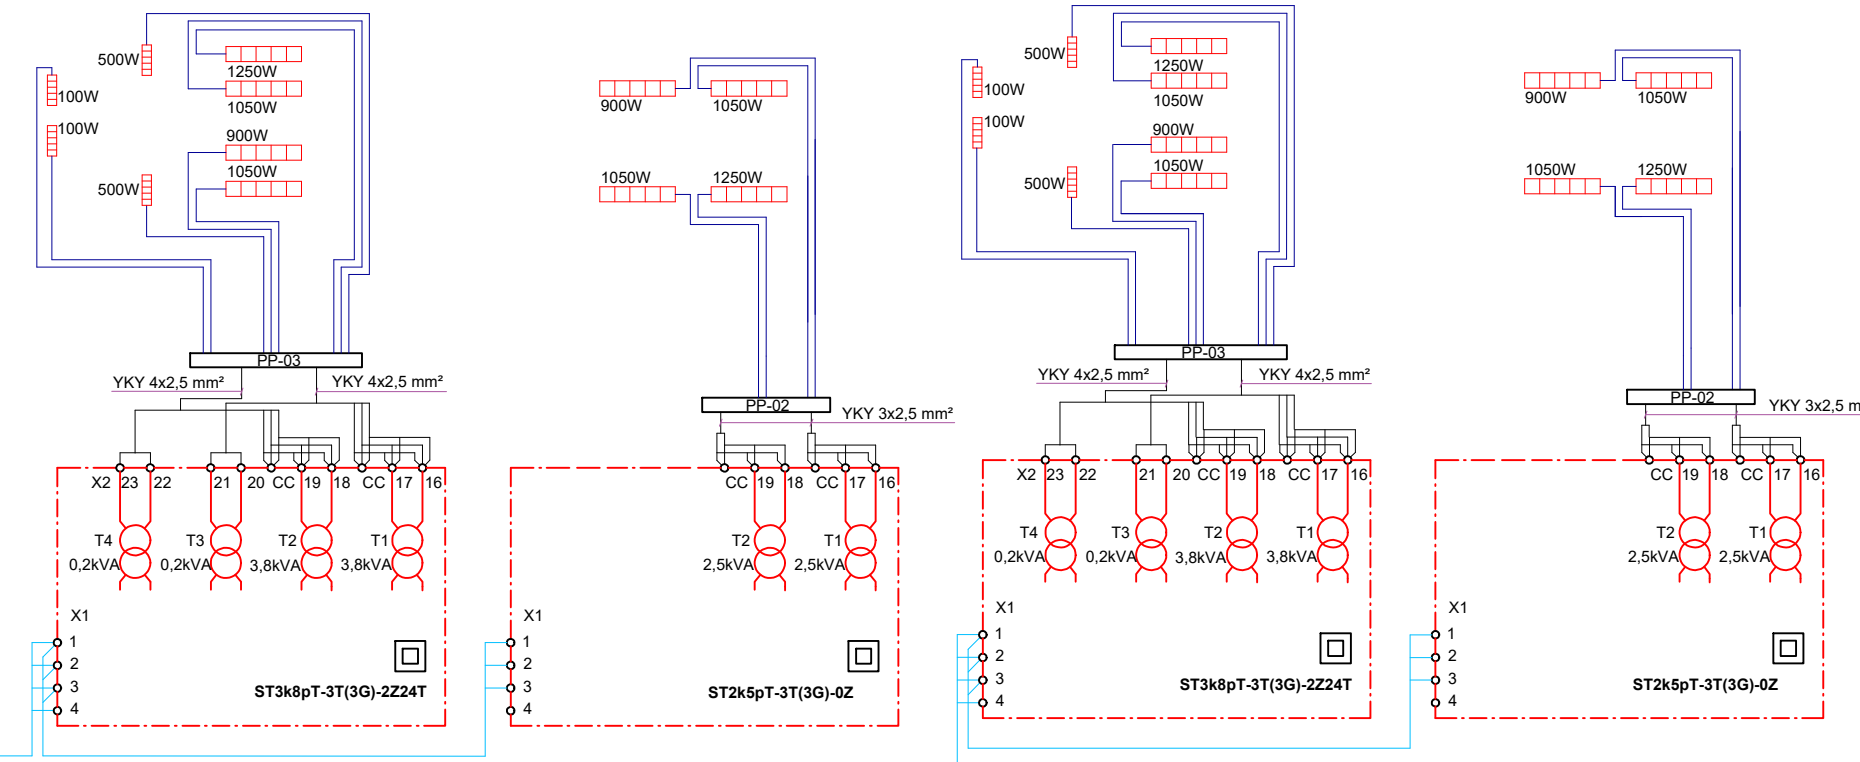 500W
1250W
100W
1050W
100W
900W
1050W
500W
PP-03
YKY 4x2,5 mm²
YKY 4x2,5 mm²
X2 23 22 21 20 CC 19 18 CC 17 16
T4 T3 T2 T1
0,2kVA 0,2kVA 3,8kVA 3,8kVA
X1
1
2
3
4
ST3k8pT-3T(3G)-2Z24T
900W 1050W
1050W 1250W
PP-02
YKY 3x2,5 mm²
CC 19 18 CC 17 16
T2 T1
2,5kVA 2,5kVA
X1
1
2
3
4
ST2k5pT-3T(3G)-0Z
500W
1250W
100W
1050W
100W
900W
1050W
500W
PP-03
YKY 4x2,5 mm²
YKY 4x2,5 mm²
X2 23 22 21 20 CC 19 18 CC 17 16
T4 T3 T2 T1
0,2kVA 0,2kVA 3,8kVA 3,8kVA
X1
1
2
3
4
ST3k8pT-3T(3G)-2Z24T
900W 1050W
1050W 1250W
PP-02
YKY 3x2,5 m
CC 19 18 CC 17 16
T2 T1
2,5kVA 2,5kVA
X1
1
2
3
4
ST2k5pT-3T(3G)-0Z